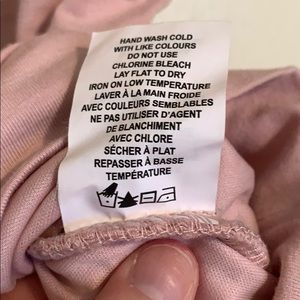 HAND WASH COLD
WITH LIKE COLOURS
DO NOT USE
CHLORINE BLEACH
LAY FLAT TO DRY
IRON ON LOW TEMPERATURE
LAVER À LA MAIN FROIDE
AVEC COULEURS SEMBLABLES
NE PAS UTILISER D'AGENT
DE BLANCHIMENT
AVEC CHLORE
SÉCHER À PLAT
REPASSER À BASSE
TEMPÉRATURE